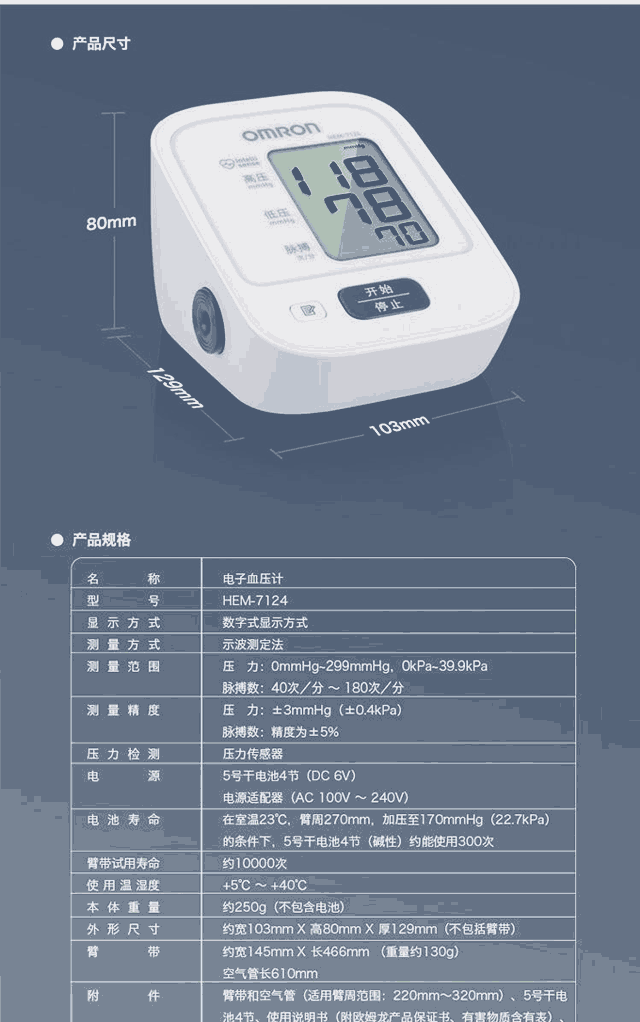 产品尺寸
OMRON
HEM-7124
intelli
sense
mmHg
118
高压
mmHg
78
低压
mmHg
70
脉搏
次/分
开始
停止
80mm
129mm
103mm
产品规格
名 称 电子血压计
型 号 HEM-7124
显示方式 数字式显示方式
测量方式 示波测定法
测量范围 压 力：0mmHg~299mmHg，0kPa~39.9kPa
脉搏数：40次／分 ～ 180次／分
测量精度 压 力：±3mmHg（±0.4kPa）
脉搏数：精度为±5%
压力检测 压力传感器
电 源 5号干电池4节（DC 6V）
电源适配器（AC 100V ～ 240V）
电池寿命 在室温23℃，臂周270mm，加压至170mmHg（22.7kPa）
的条件下，5号干电池4节（碱性）约能使用300次
臂带试用寿命 约10000次
使用温湿度 +5℃ ～ +40℃
本体重量 约250g（不包含电池）
外形尺寸 约宽103mm X 高80mm X 厚129mm（不包括臂带）
臂 带 约宽145mm X 长466mm （重量约130g）
空气管长610mm
附 件 臂带和空气管（适用臂周范围：220mm～320mm）、5号干电
池4节、使用说明书（附欧姆龙产品保证书、有害物质含有表）、